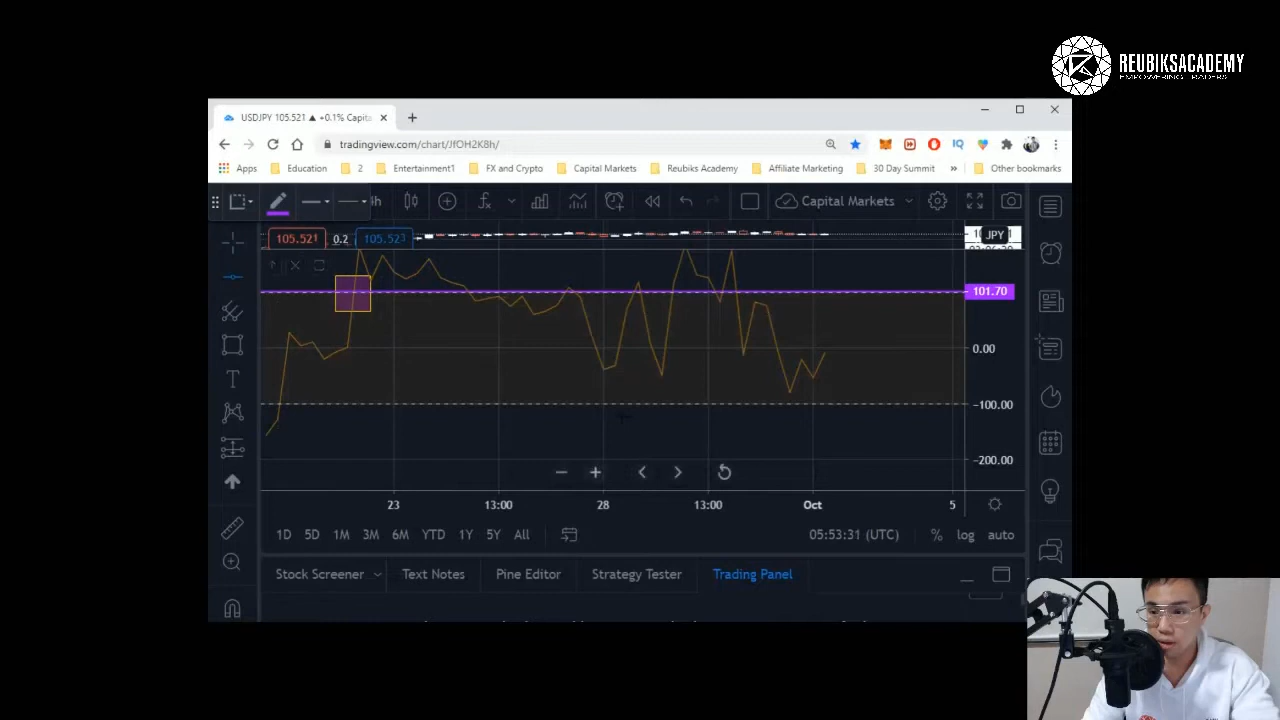 REUBIKSACADEMY
EMPOWERING TRADERS
USDJPY 105.521 ▲ +0.1% Capita
tradingview.com/chart/JfOH2K8h/
Apps Education 2 Entertainment1 FX and Crypto Capital Markets Reubiks Academy Affiliate Marketing 30 Day Summit » Other bookmarks
Capital Markets
105.521 0.2 105.523
JPY
101.70
0.00
−100.00
−200.00
23 13:00 28 13:00 Oct 5
1D 5D 1M 3M 6M YTD 1Y 5Y All 05:53:31 (UTC) % log auto
Stock Screener Text Notes Pine Editor Strategy Tester Trading Panel